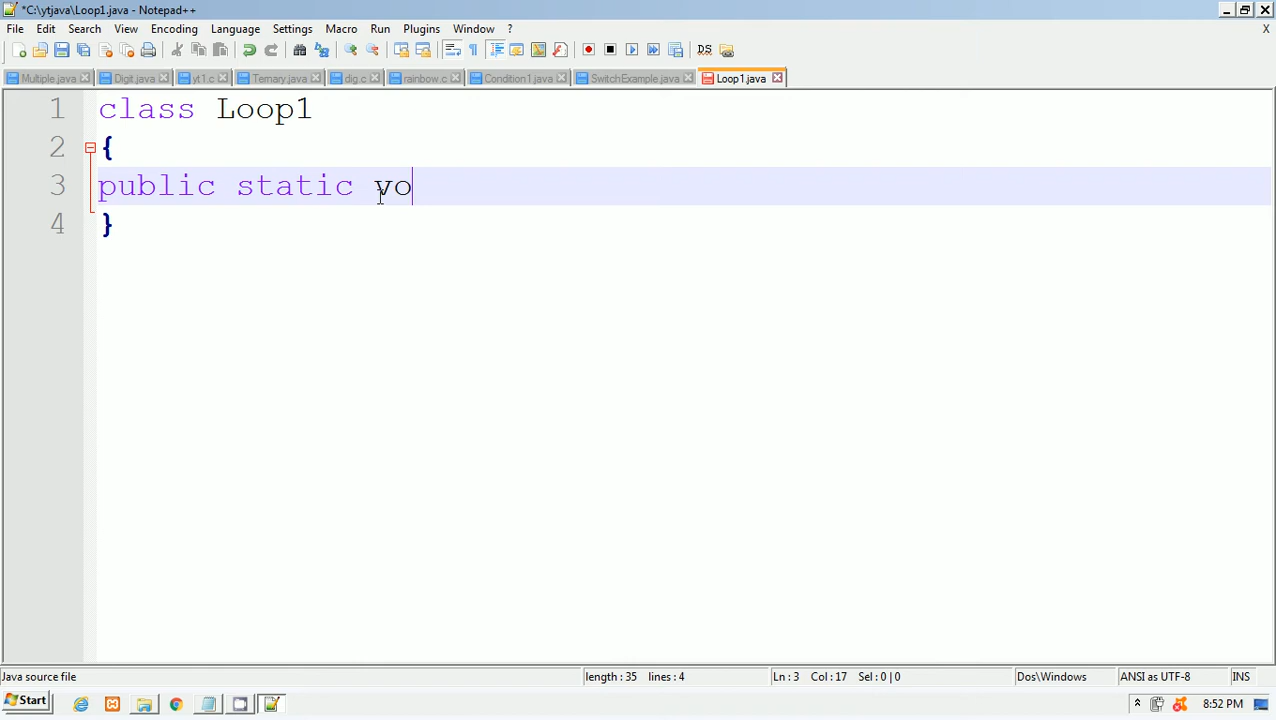 *C:\ytjava\Loop1.java - Notepad++
File Edit Search View Encoding Language Settings Macro Run Plugins Window ? X
Multiple.java Digit.java yt1.c Ternary.java dig.c rainbow.c Condition1.java SwitchExample.java Loop1.java
1 class Loop1
2 {
3 public static vo
4 }
Java source file length : 35 lines : 4 Ln : 3 Col : 17 Sel : 0 | 0 Dos\Windows ANSI as UTF-8 INS
Start 8:52 PM